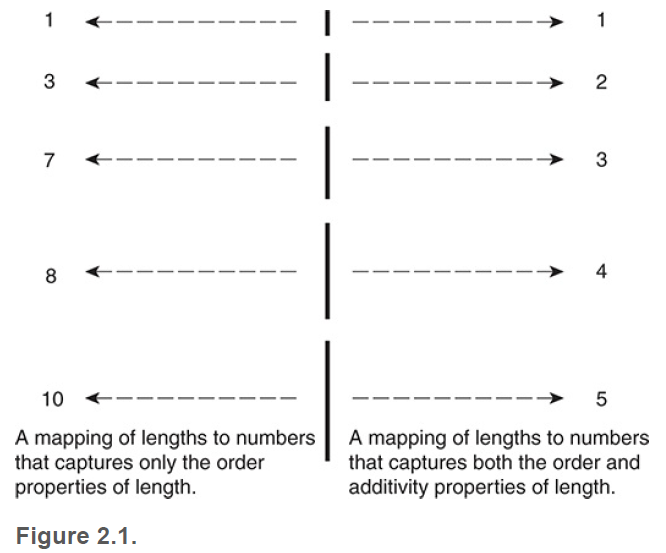 1 1
3 2
7 3
8 4
10 5
A mapping of lengths to numbers
that captures only the order
properties of length.
A mapping of lengths to numbers
that captures both the order and
additivity properties of length.
Figure 2.1.